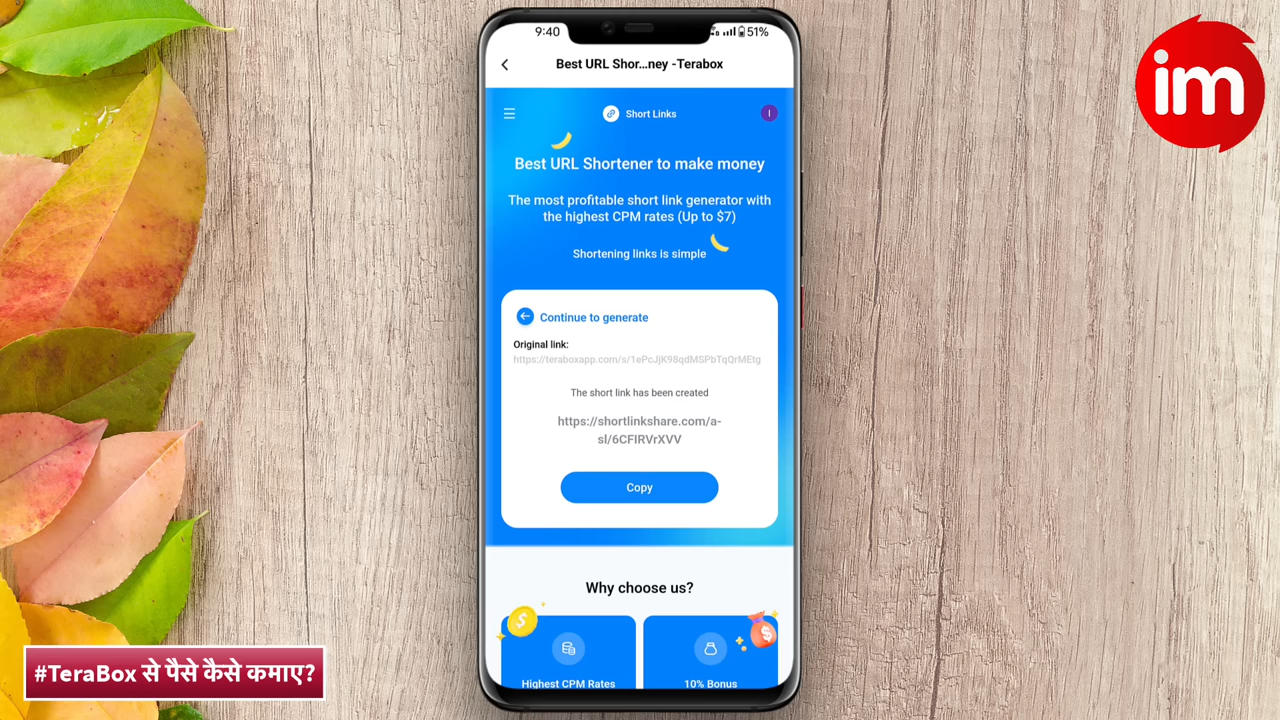 9:40
51%
Best URL Shor...ney -Terabox
Short Links
I
Best URL Shortener to make money
The most profitable short link generator with
the highest CPM rates (Up to $7)
Shortening links is simple
Continue to generate
Original link:
https://teraboxapp.com/s/1ePcJjK98qdMSPbTqQrMEtg
The short link has been created
https://shortlinkshare.com/a-
sl/6CFIRVrXVV
Copy
Why choose us?
$
$
Highest CPM Rates
10% Bonus
im
#TeraBox से पैसे कैसे कमाए?